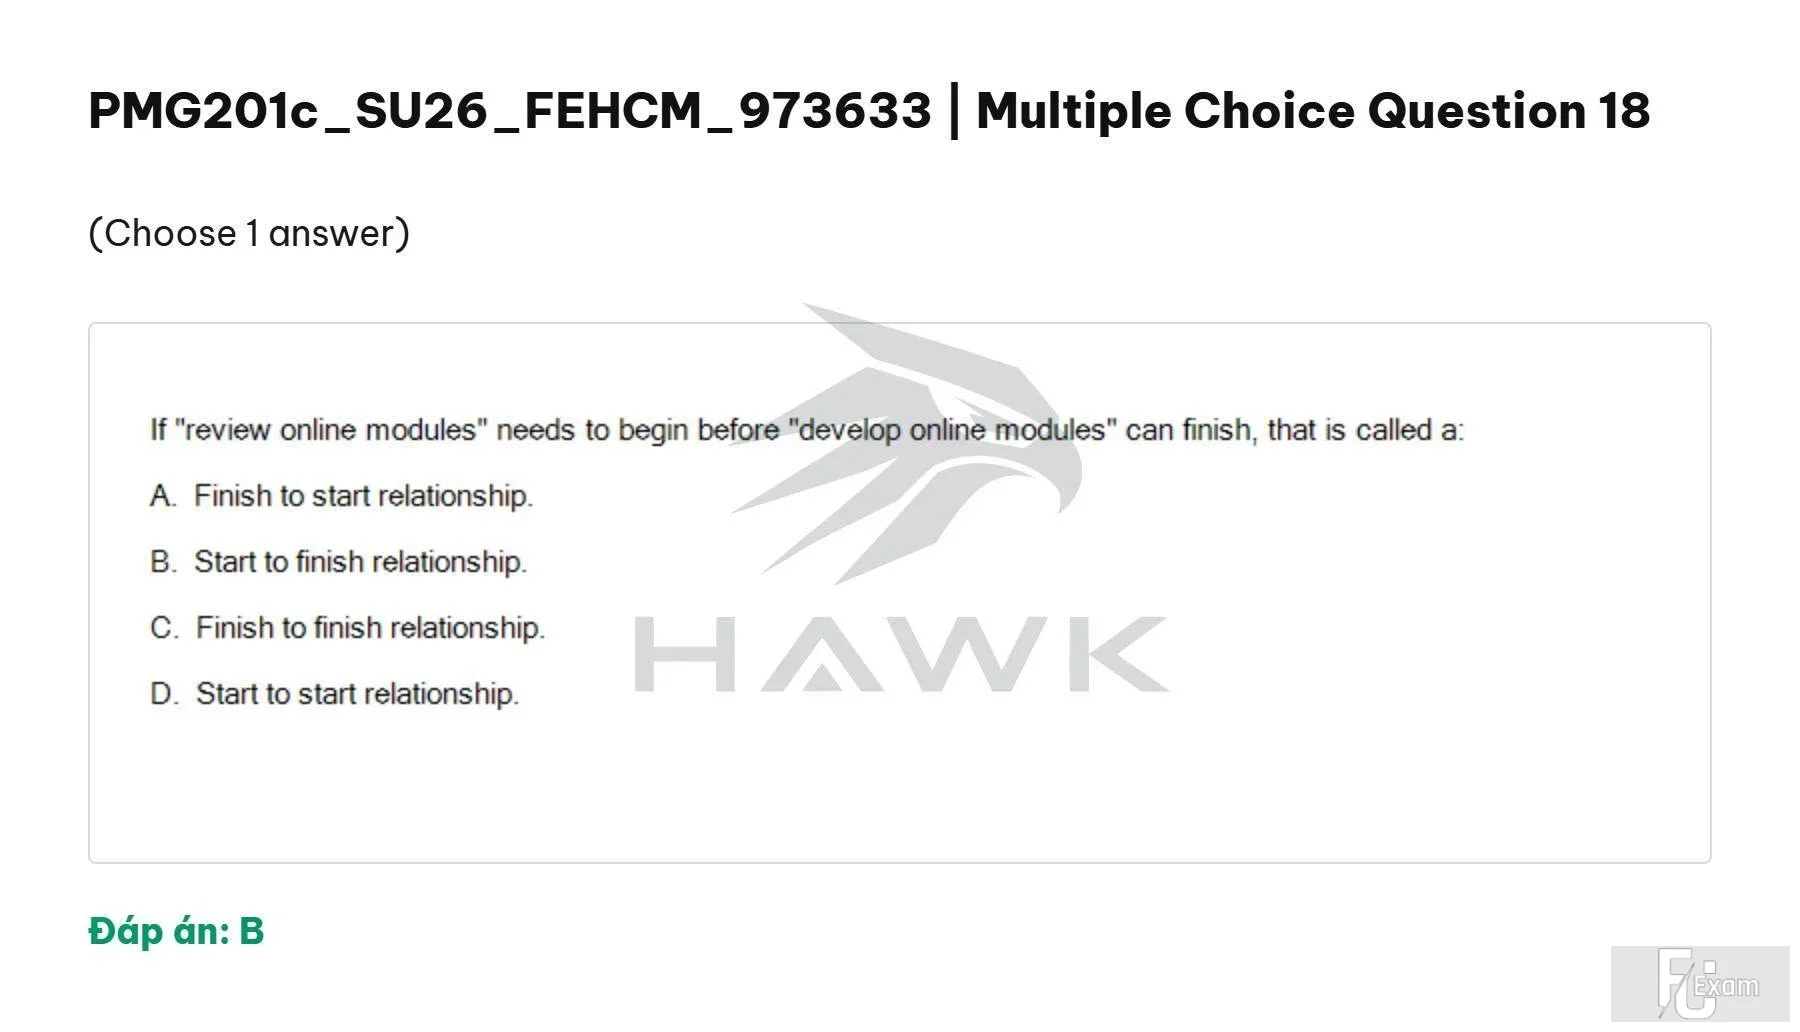 PMG201c_SU26_FEHCM_973633 | Multiple Choice Question 18
(Choose 1 answer)
If "review online modules" needs to begin before "develop online modules" can finish, that is called a:
A. Finish to start relationship.
B. Start to finish relationship.
C. Finish to finish relationship.
D. Start to start relationship.
HAWK
Đáp án: B
FU Exam